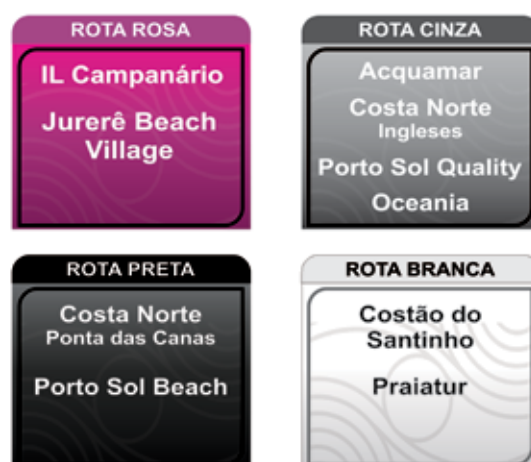 ROTA ROSA
IL Campanário
Jurerê Beach
Village
ROTA CINZA
Acquamar
Costa Norte
Ingleses
Porto Sol Quality
Oceania
ROTA PRETA
Costa Norte
Ponta das Canas
Porto Sol Beach
ROTA BRANCA
Costão do
Santinho
Praiatur